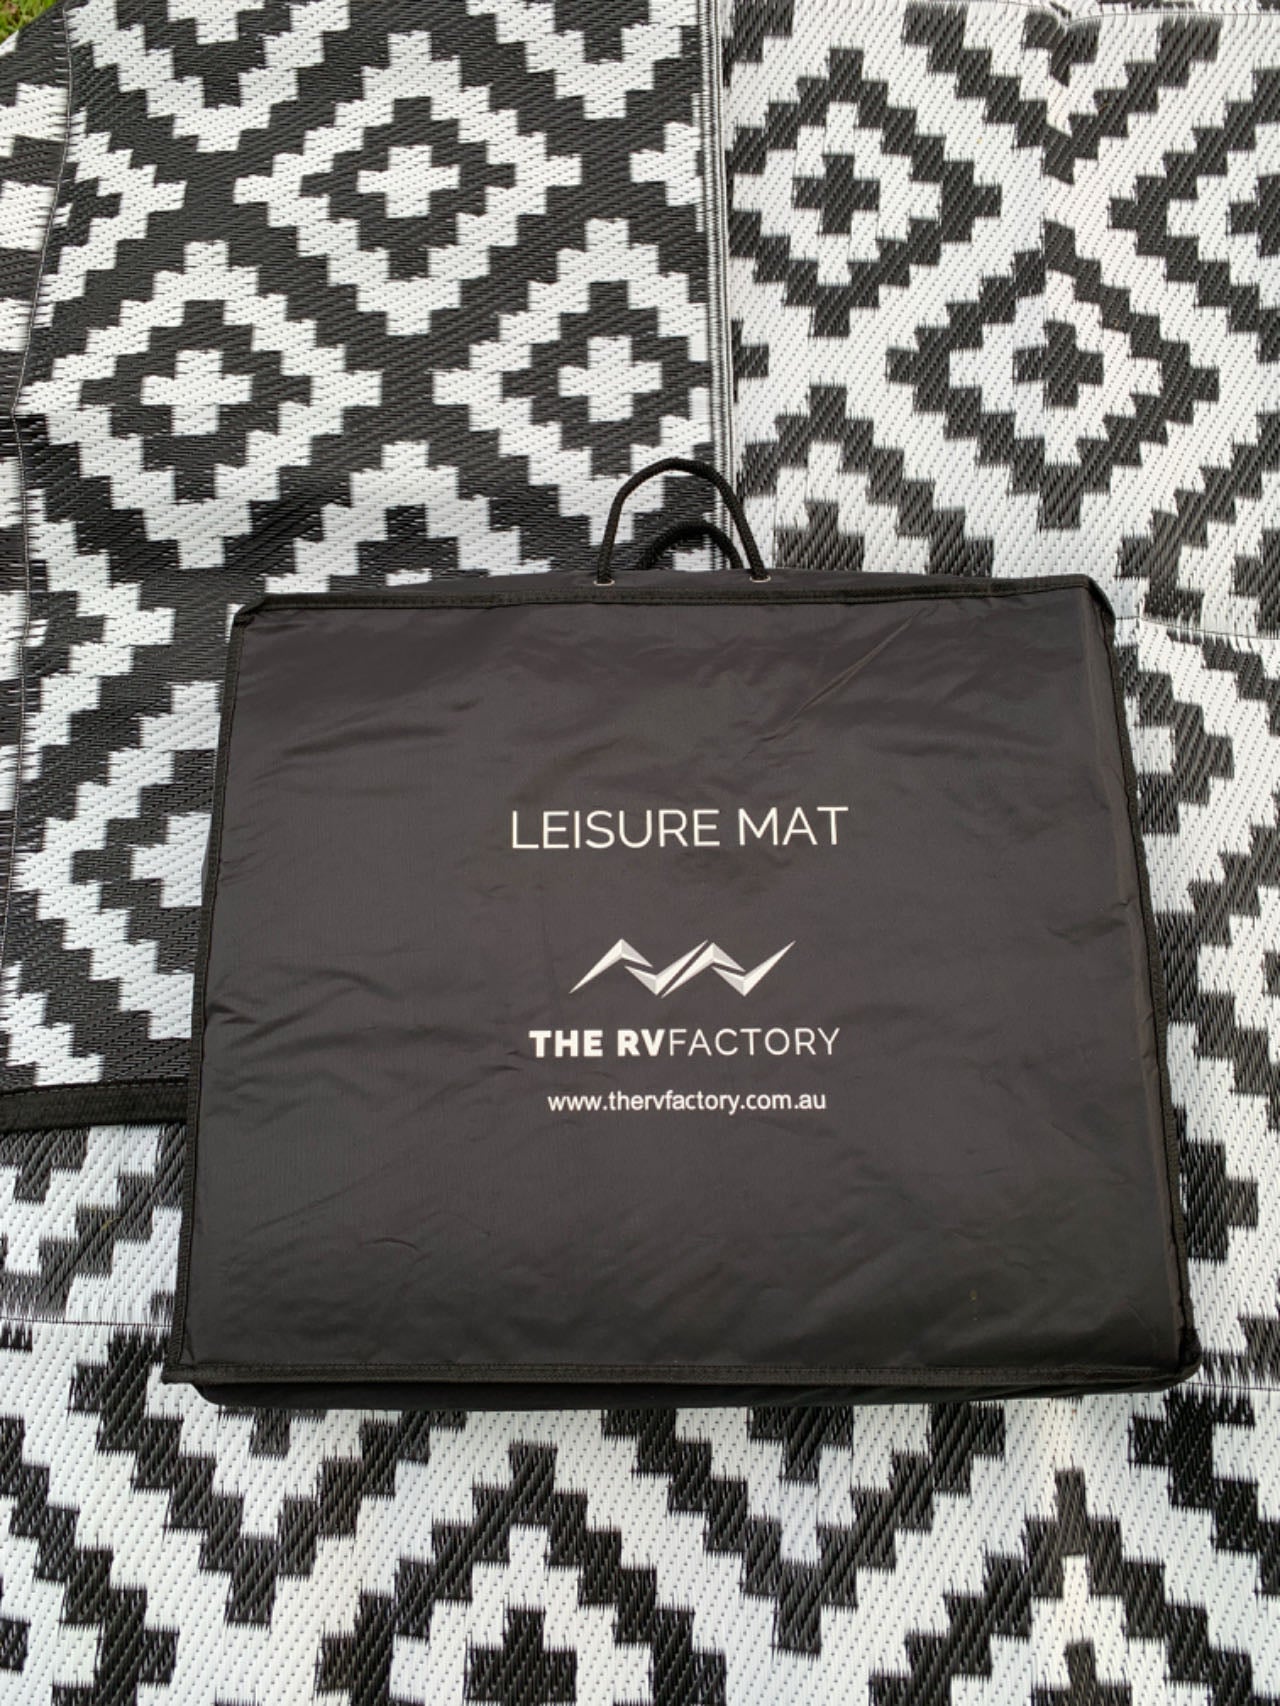 LEISURE MAT
THE RVFACTORY
www.thervfactory.com.au